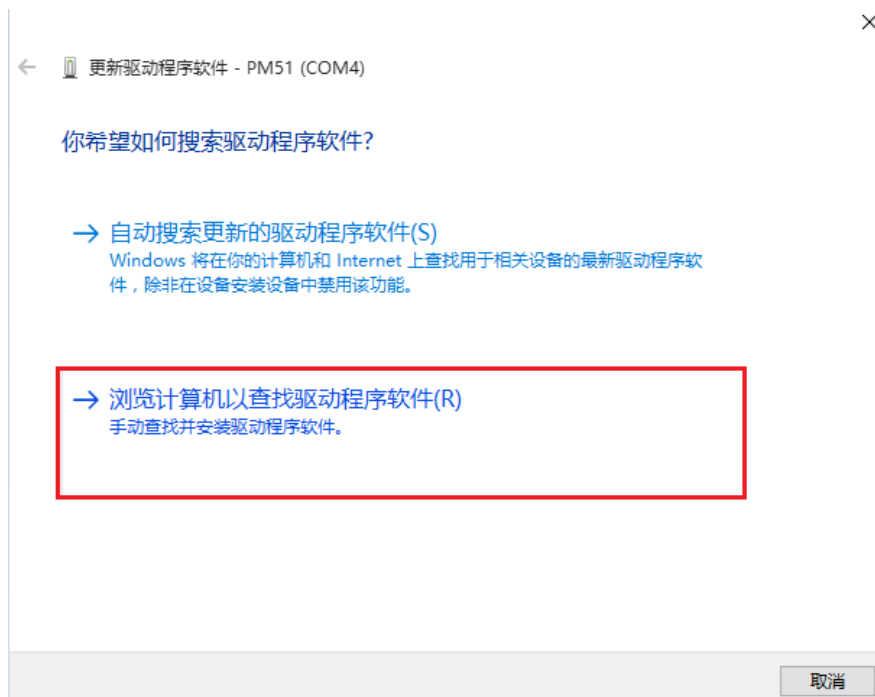 更新驱动程序软件 - PM51 (COM4)
你希望如何搜索驱动程序软件?
自动搜索更新的驱动程序软件(S)
Windows 将在你的计算机和 Internet 上查找用于相关设备的最新驱动程序软
件，除非在设备安装设备中禁用该功能。
浏览计算机以查找驱动程序软件(R)
手动查找并安装驱动程序软件。
取消